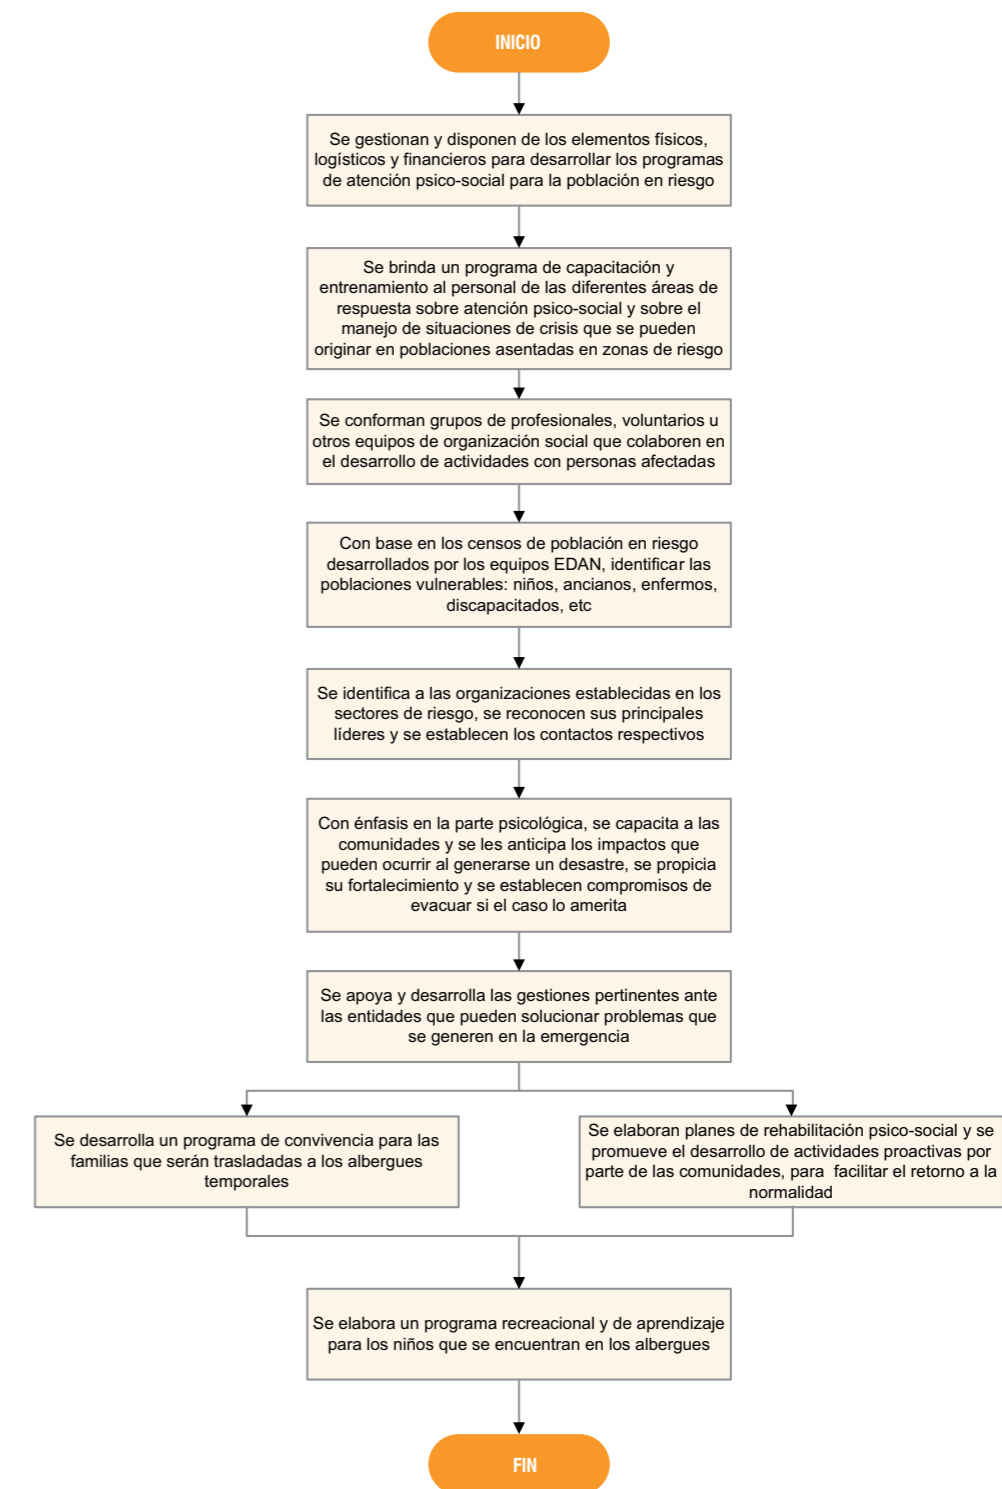 INICIO
Se gestionan y disponen de los elementos físicos,
logísticos y financieros para desarrollar los programas
de atención psico-social para la población en riesgo
Se brinda un programa de capacitación y
entrenamiento al personal de las diferentes áreas de
respuesta sobre atención psico-social y sobre el
manejo de situaciones de crisis que se pueden
originar en poblaciones asentadas en zonas de riesgo
Se conforman grupos de profesionales, voluntarios u
otros equipos de organización social que colaboren en
el desarrollo de actividades con personas afectadas
Con base en los censos de población en riesgo
desarrollados por los equipos EDAN, identificar las
poblaciones vulnerables: niños, ancianos, enfermos,
discapacitados, etc
Se identifica a las organizaciones establecidas en los
sectores de riesgo, se reconocen sus principales
líderes y se establecen los contactos respectivos
Con énfasis en la parte psicológica, se capacita a las
comunidades y se les anticipa los impactos que
pueden ocurrir al generarse un desastre, se propicia
su fortalecimiento y se establecen compromisos de
evacuar si el caso lo amerita
Se apoya y desarrolla las gestiones pertinentes ante
las entidades que pueden solucionar problemas que
se generen en la emergencia
Se desarrolla un programa de convivencia para las
familias que serán trasladadas a los albergues
temporales
Se elaboran planes de rehabilitación psico-social y se
promueve el desarrollo de actividades proactivas por
parte de las comunidades, para facilitar el retorno a la
normalidad
Se elabora un programa recreacional y de aprendizaje
para los niños que se encuentran en los albergues
FIN